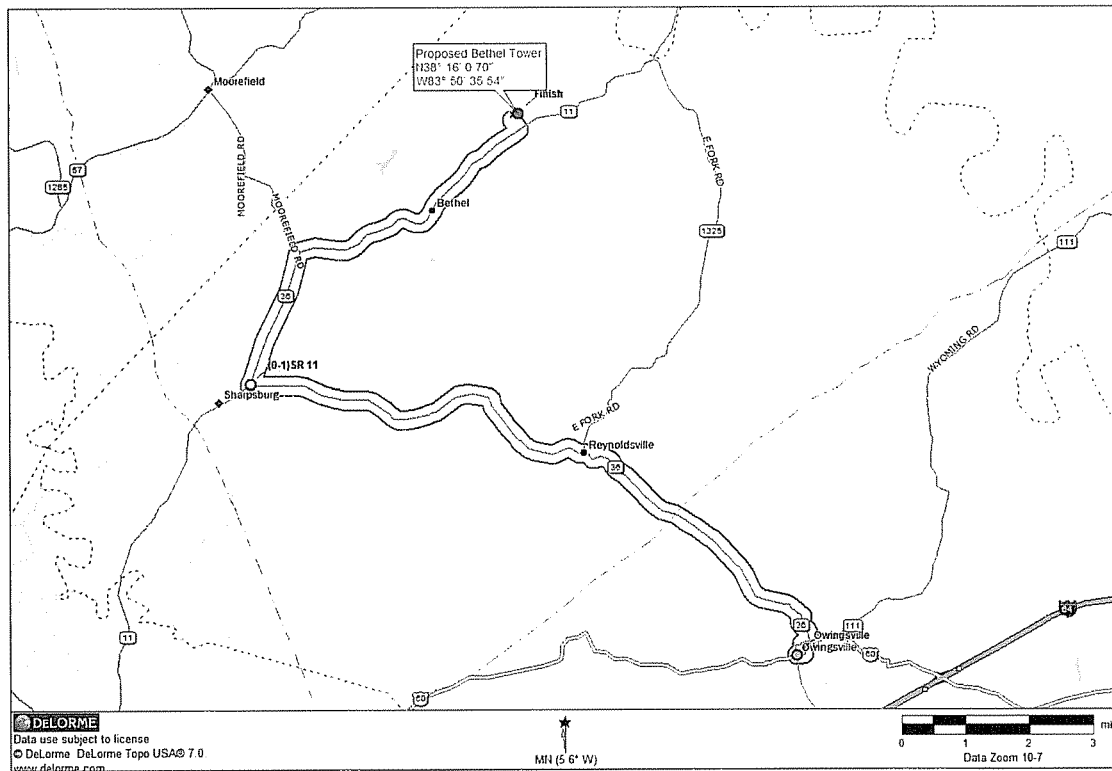 Proposed Bethel Tower
N38° 16' 0 70"
W83° 50' 35 54"
Finish
Moorefield
11
67
1285
MOOREFIELD RD
MOOREFIELD RD
E FORK RD
Bethel
1325
111
36
WYOMING RD
(0-1)SR 11
Sharpsburg
E FORK RD
Reynoldsville
36
64
36
111
11
Owingsville
Owingsville
60
60
DELORME
Data use subject to license
© DeLorme DeLorme Topo USA® 7.0
www.delorme.com
MN (5 6° W)
mi
0 1 2 3
Data Zoom 10-7